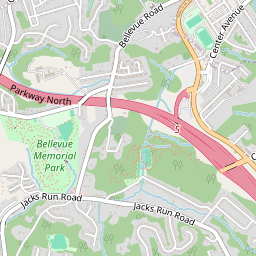 Bellevue Road
Center Avenue
Parkway North
5
Bellevue
Memorial
Park
Jacks Run Road
Jacks Run Road